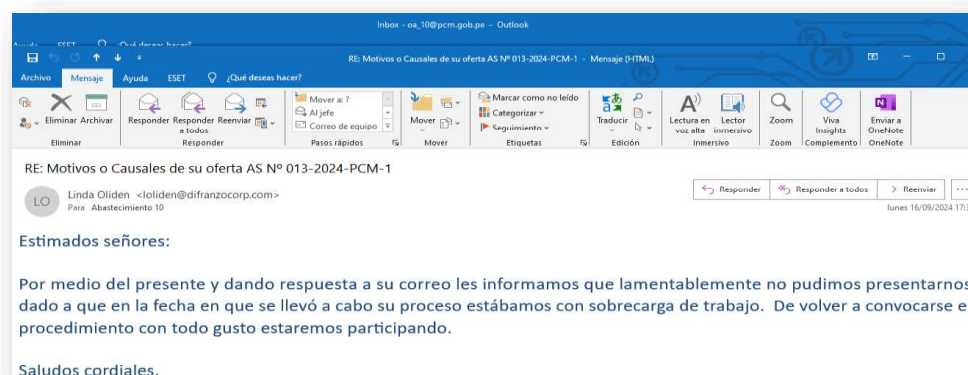 Inbox - oa_10@pcm.gob.pe - Outlook
ESET ¿Qué deseas hacer?
RE: Motivos o Causales de su oferta AS Nº 013-2024-PCM-1 - Mensaje (HTML)
Archivo Mensaje Ayuda ESET ¿Qué deseas hacer?
Eliminar Archivar
Responder Responder a todos Reenviar
Mover a: ?
Al jefe
Correo de equipo
Mover
Marcar como no leído
Categorizar
Seguimiento
Traducir
Lectura en voz alta
Lector inmersivo
Zoom
Viva Insights
Enviar a OneNote
Eliminar Responder Pasos rápidos Mover Etiquetas Edición Inmersivo Zoom Complemento OneNote
RE: Motivos o Causales de su oferta AS Nº 013-2024-PCM-1
LO
Linda Oliden <loliden@difranzocorp.com>
Para Abastecimiento 10
Responder Responder a todos Reenviar
lunes 16/09/2024 17:3
Estimados señores:
Por medio del presente y dando respuesta a su correo les informamos que lamentablemente no pudimos presentarnos
dado a que en la fecha en que se llevó a cabo su proceso estábamos con sobrecarga de trabajo. De volver a convocarse e
procedimiento con todo gusto estaremos participando.
Saludos cordiales.